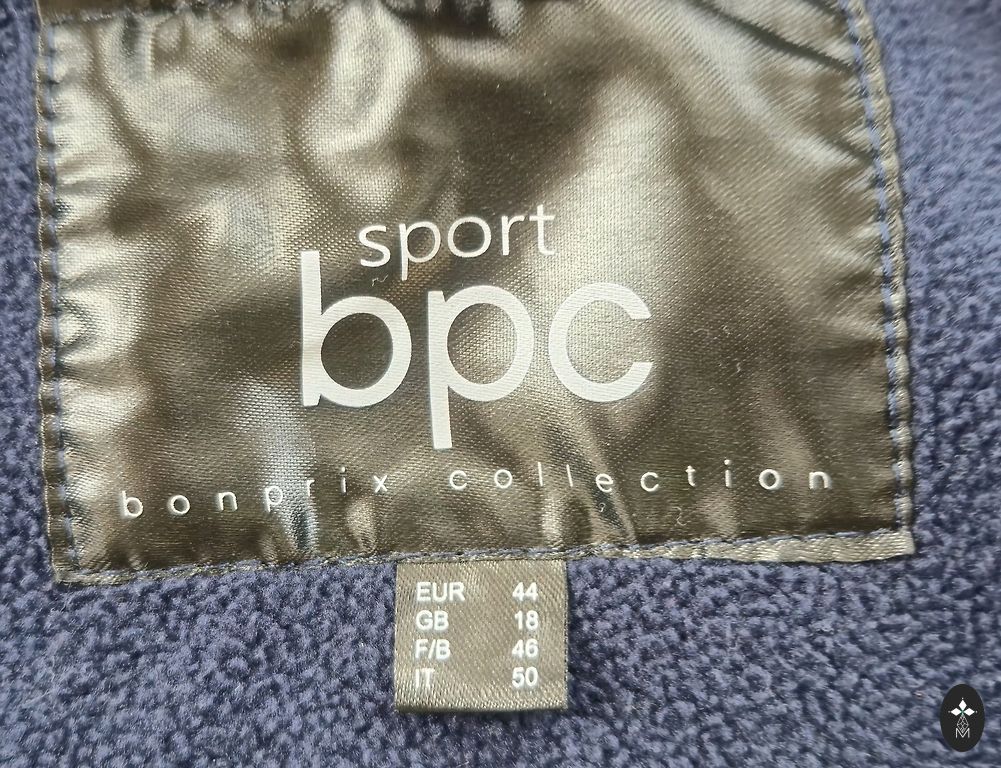 sport
bpc
bonprix collection
EUR 44
GB 18
F/B 46
IT 50
M